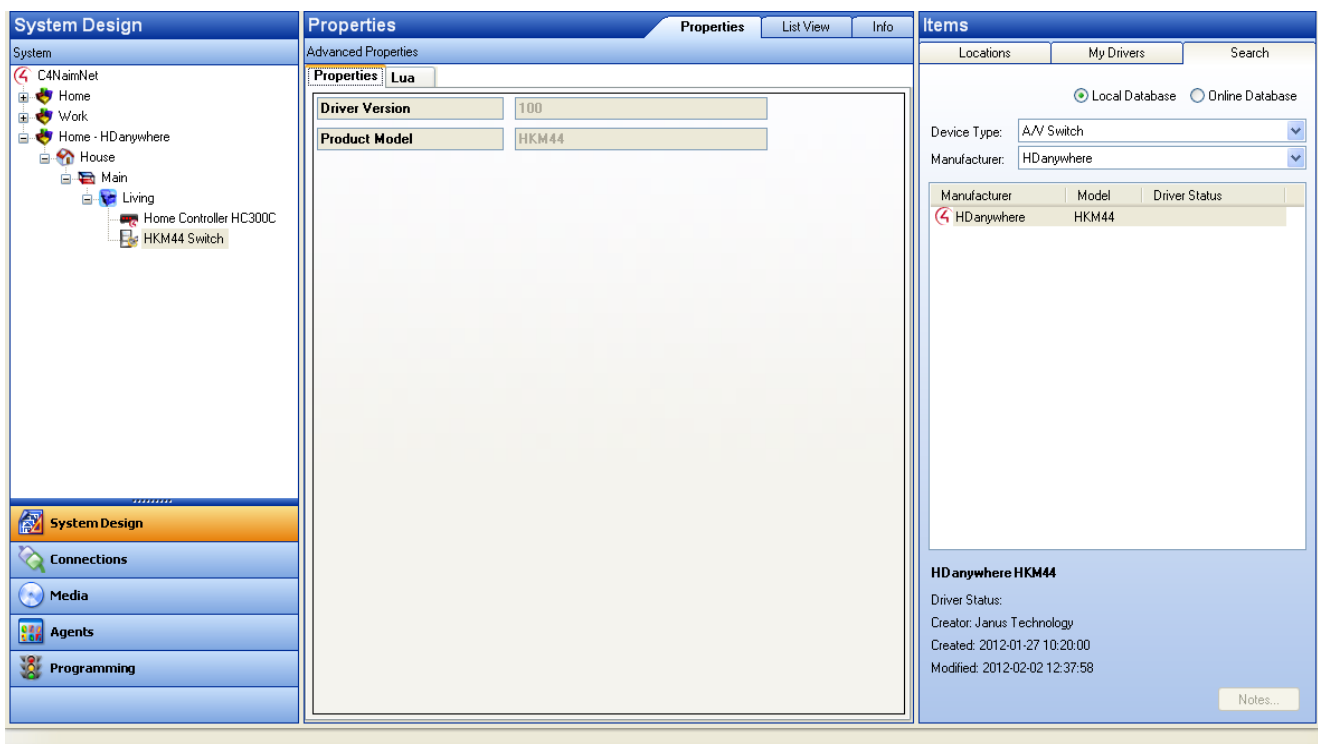 System Design
System
C4NaimNet
Home
Work
Home - HDanywhere
House
Main
Living
Home Controller HC300C
HKM44 Switch
System Design
Connections
Media
Agents
Programming
Properties
Properties List View Info
Advanced Properties
Properties Lua
Driver Version 100
Product Model HKM44
Items
Locations My Drivers Search
Local Database Online Database
Device Type: A/V Switch
Manufacturer: HDanywhere
Manufacturer Model Driver Status
HDanywhere HKM44
HDanywhere HKM44
Driver Status:
Creator: Janus Technology
Created: 2012-01-27 10:20:00
Modified: 2012-02-02 12:37:58
Notes...